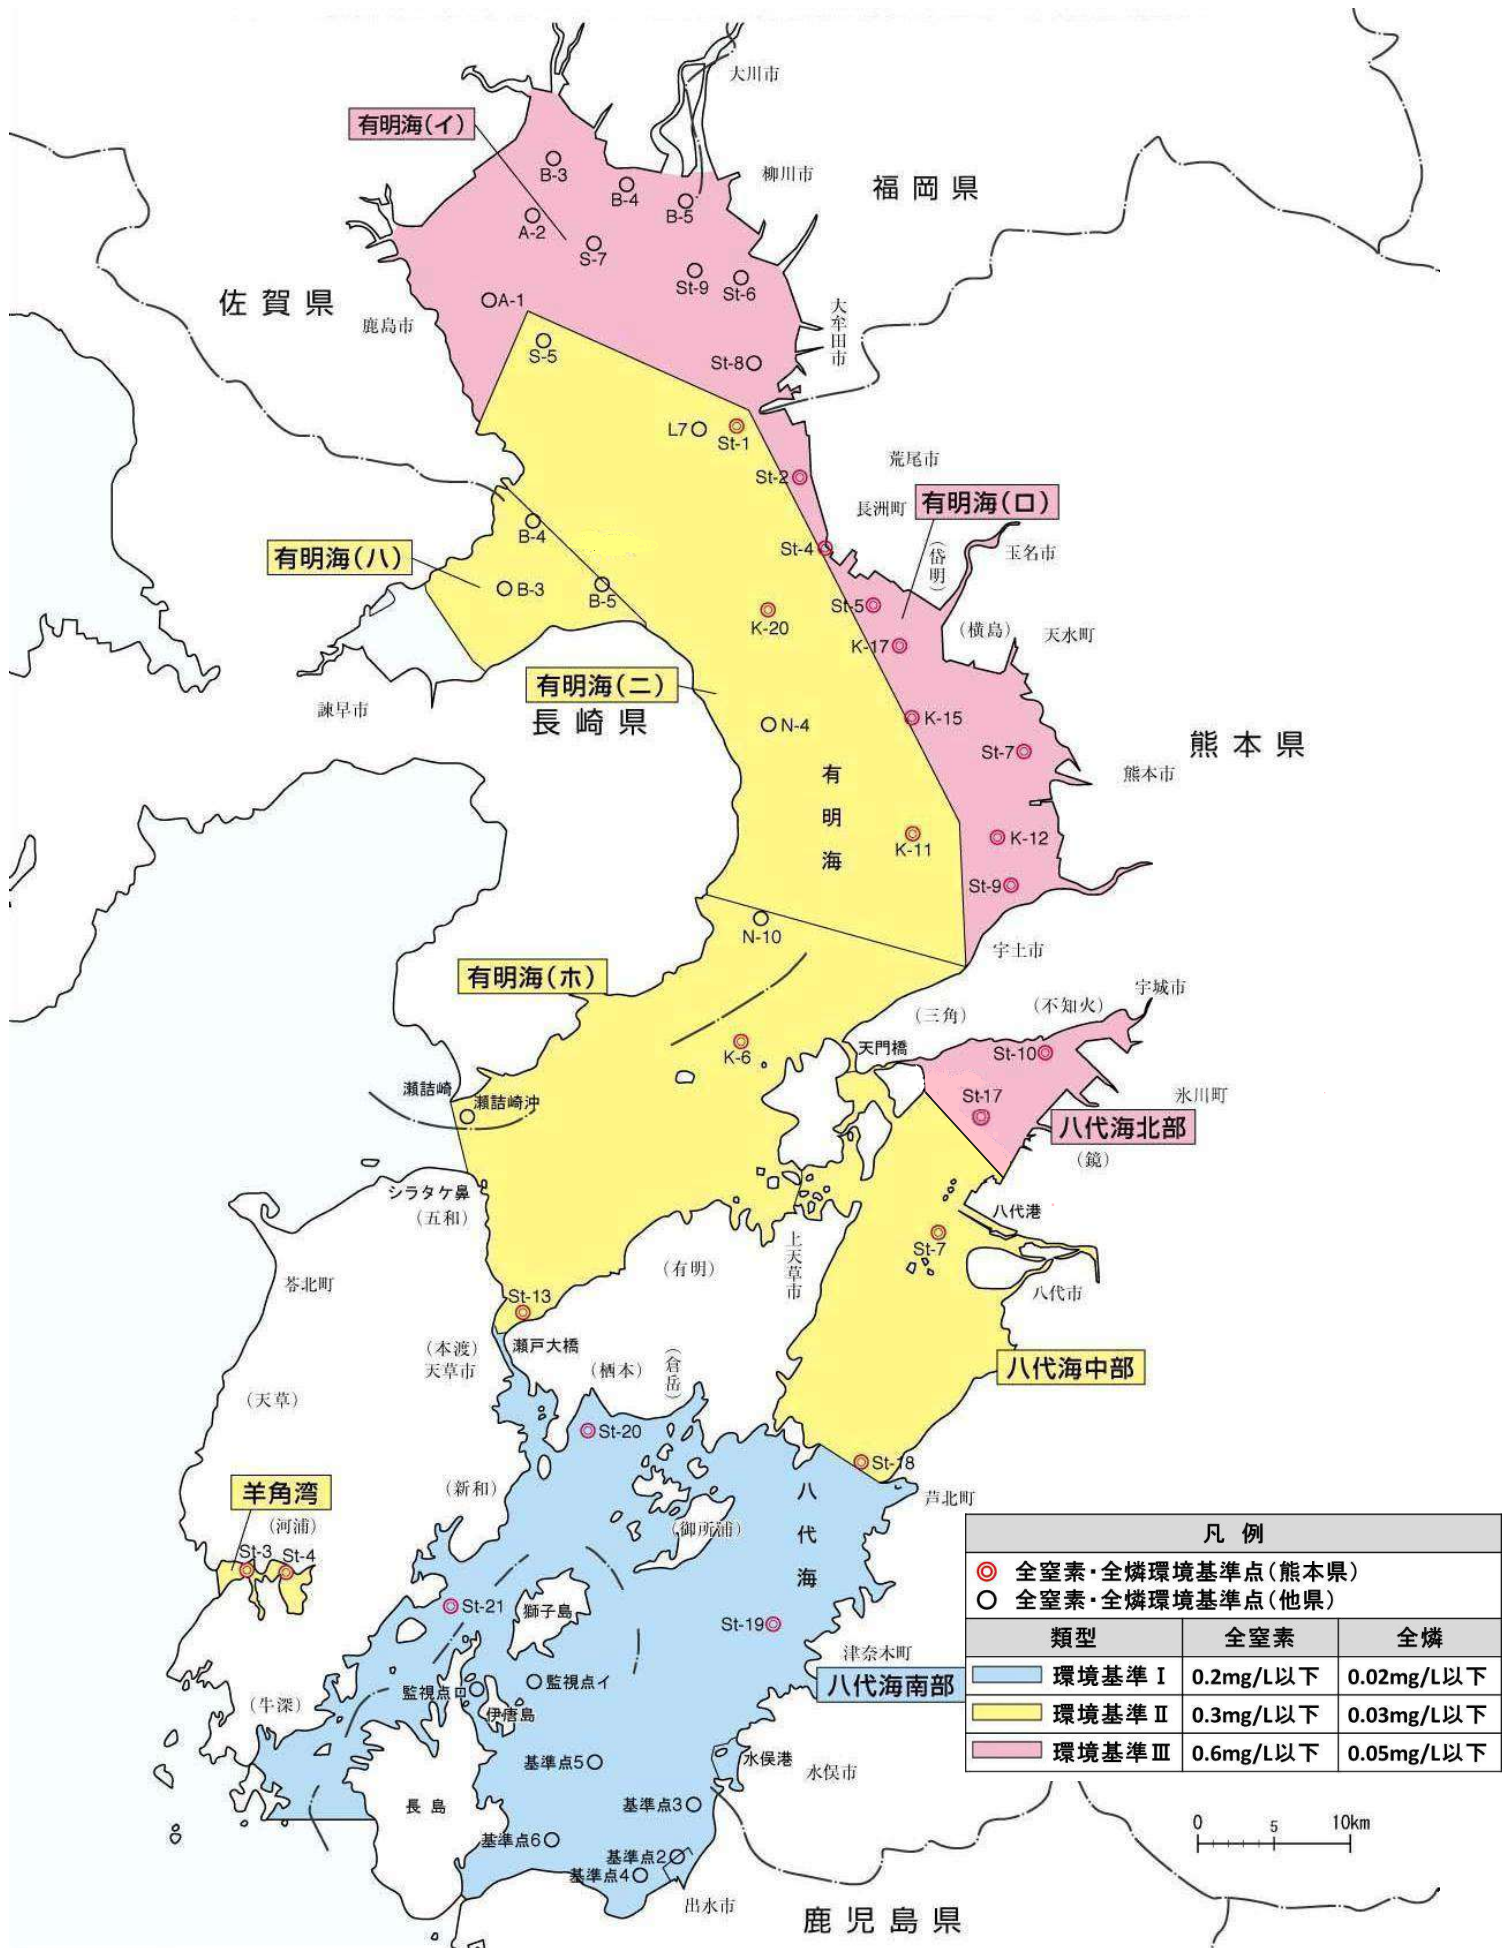 大川市
有明海(イ)
B-3
柳川市
B-4
福岡県
B-5
A-2
S-7
St-9
St-6
佐賀県
A-1
鹿島市
大牟田市
S-5
St-8
L7
St-1
荒尾市
St-2
長洲町
有明海(ロ)
B-4
有明海(ハ)
St-4
(岱明)
玉名市
B-3
B-5
St-5
K-20
(横島)
天水町
K-17
有明海(ニ)
諫早市
長崎県
N-4
K-15
St-7
熊本県
有明海
熊本市
K-11
K-12
St-9
N-10
宇土市
有明海(ホ)
宇城市
(不知火)
(三角)
天門橋
St-10
K-6
瀬詰崎
瀬詰崎沖
St-17
氷川町
八代海北部
(鏡)
シラタケ鼻
(五和)
八代港
上天草市
St-7
(有明)
苓北町
St-13
八代市
(本渡)
瀬戸大橋
天草市
(栖本)
(倉岳)
八代海中部
(天草)
St-20
St-18
羊角湾
(新和)
八代海
芦北町
(河浦)
(御所浦)
St-3
St-4
St-21
獅子島
St-19
津奈木町
監視点イ
八代海南部
監視点ロ
(牛深)
伊唐島
基準点5
水俣港
水俣市
長島
基準点3
基準点6
基準点2
基準点4
出水市
鹿児島県
凡 例
全窒素・全燐環境基準点(熊本県)
全窒素・全燐環境基準点(他県)
類型 全窒素 全燐
環境基準Ⅰ 0.2mg/L以下 0.02mg/L以下
環境基準Ⅱ 0.3mg/L以下 0.03mg/L以下
環境基準Ⅲ 0.6mg/L以下 0.05mg/L以下
0 5 10km